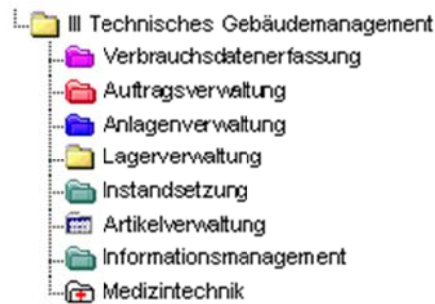 III Technisches Gebäudemanagement
Verbrauchsdatenerfassung
Auftragsverwaltung
Anlagenverwaltung
Lagerverwaltung
Instandsetzung
Artikelverwaltung
Informationsmanagement
Medizintechnik